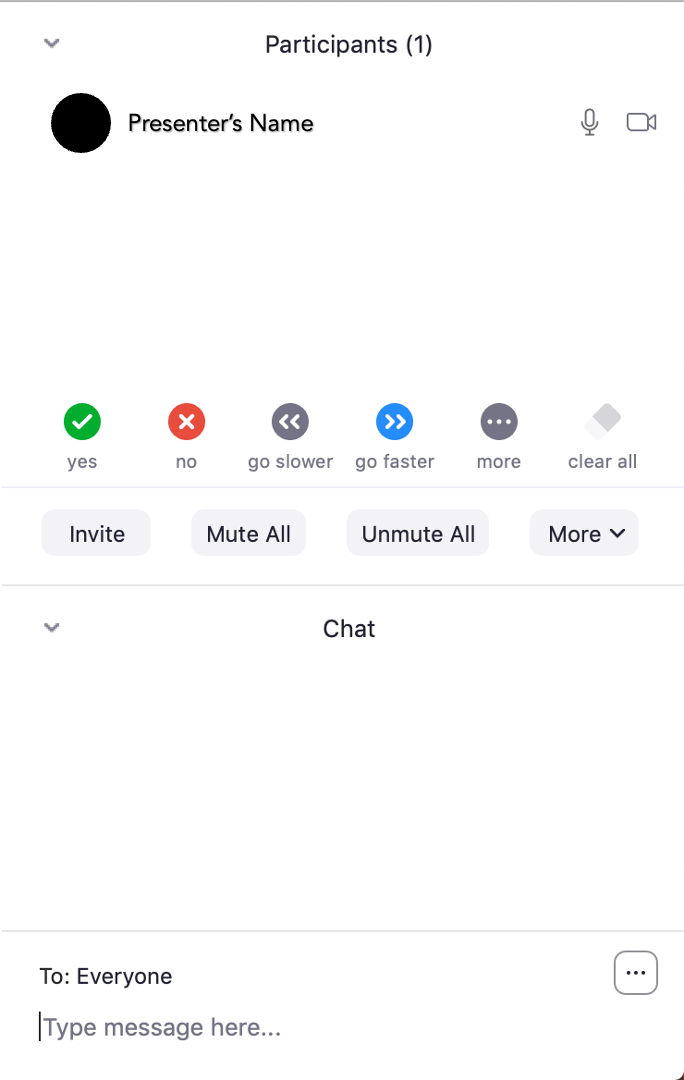 Participants (1)
Presenter's Name
yes no go slower go faster more clear all
Invite Mute All Unmute All More
Chat
To: Everyone
Type message here...